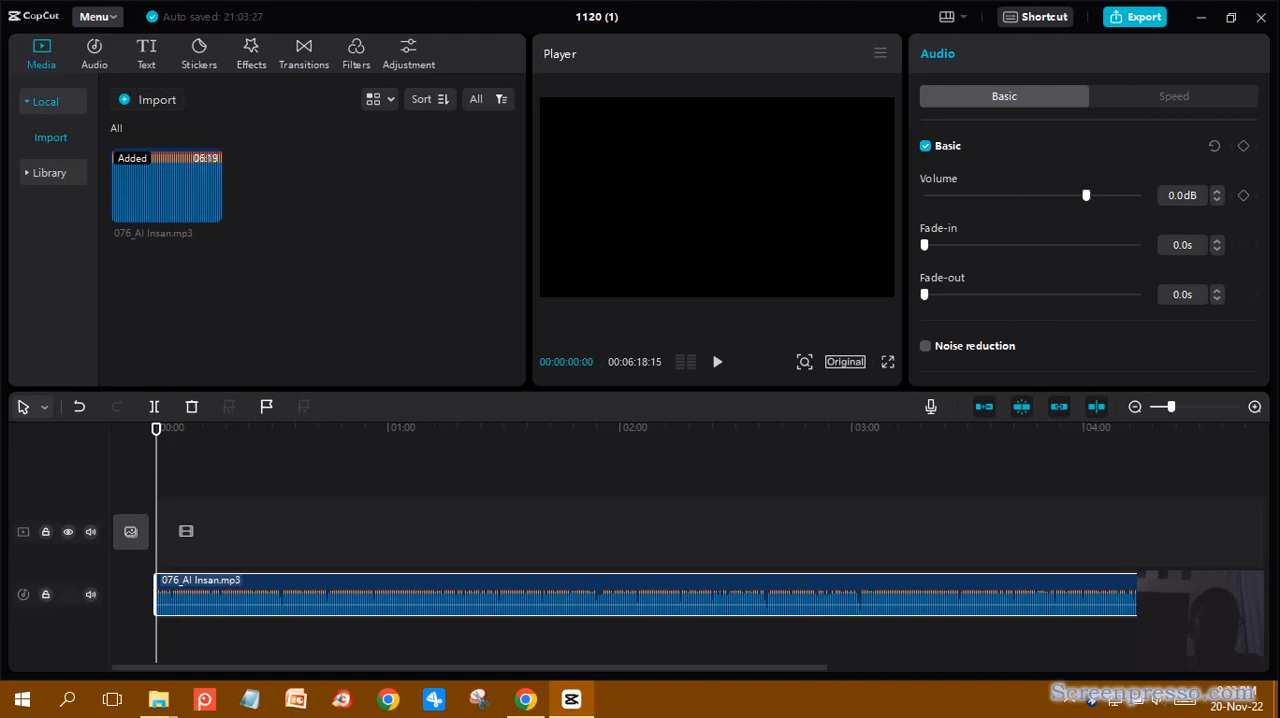 CapCut Menu Auto saved: 21:03:27 1120 (1) Shortcut Export
Media Audio Text Stickers Effects Transitions Filters Adjustment
Local
Import
Library
Import Sort All
All
Added 06:19
076_Al Insan.mp3
Player
00:00:00:00 00:06:18:15 Original
Audio
Basic Speed
Basic
Volume
0.0dB
Fade-in
0.0s
Fade-out
0.0s
Noise reduction
00:00 01:00 02:00 03:00 04:00
076_Al Insan.mp3
Screenpresso.com
20-Nov-22